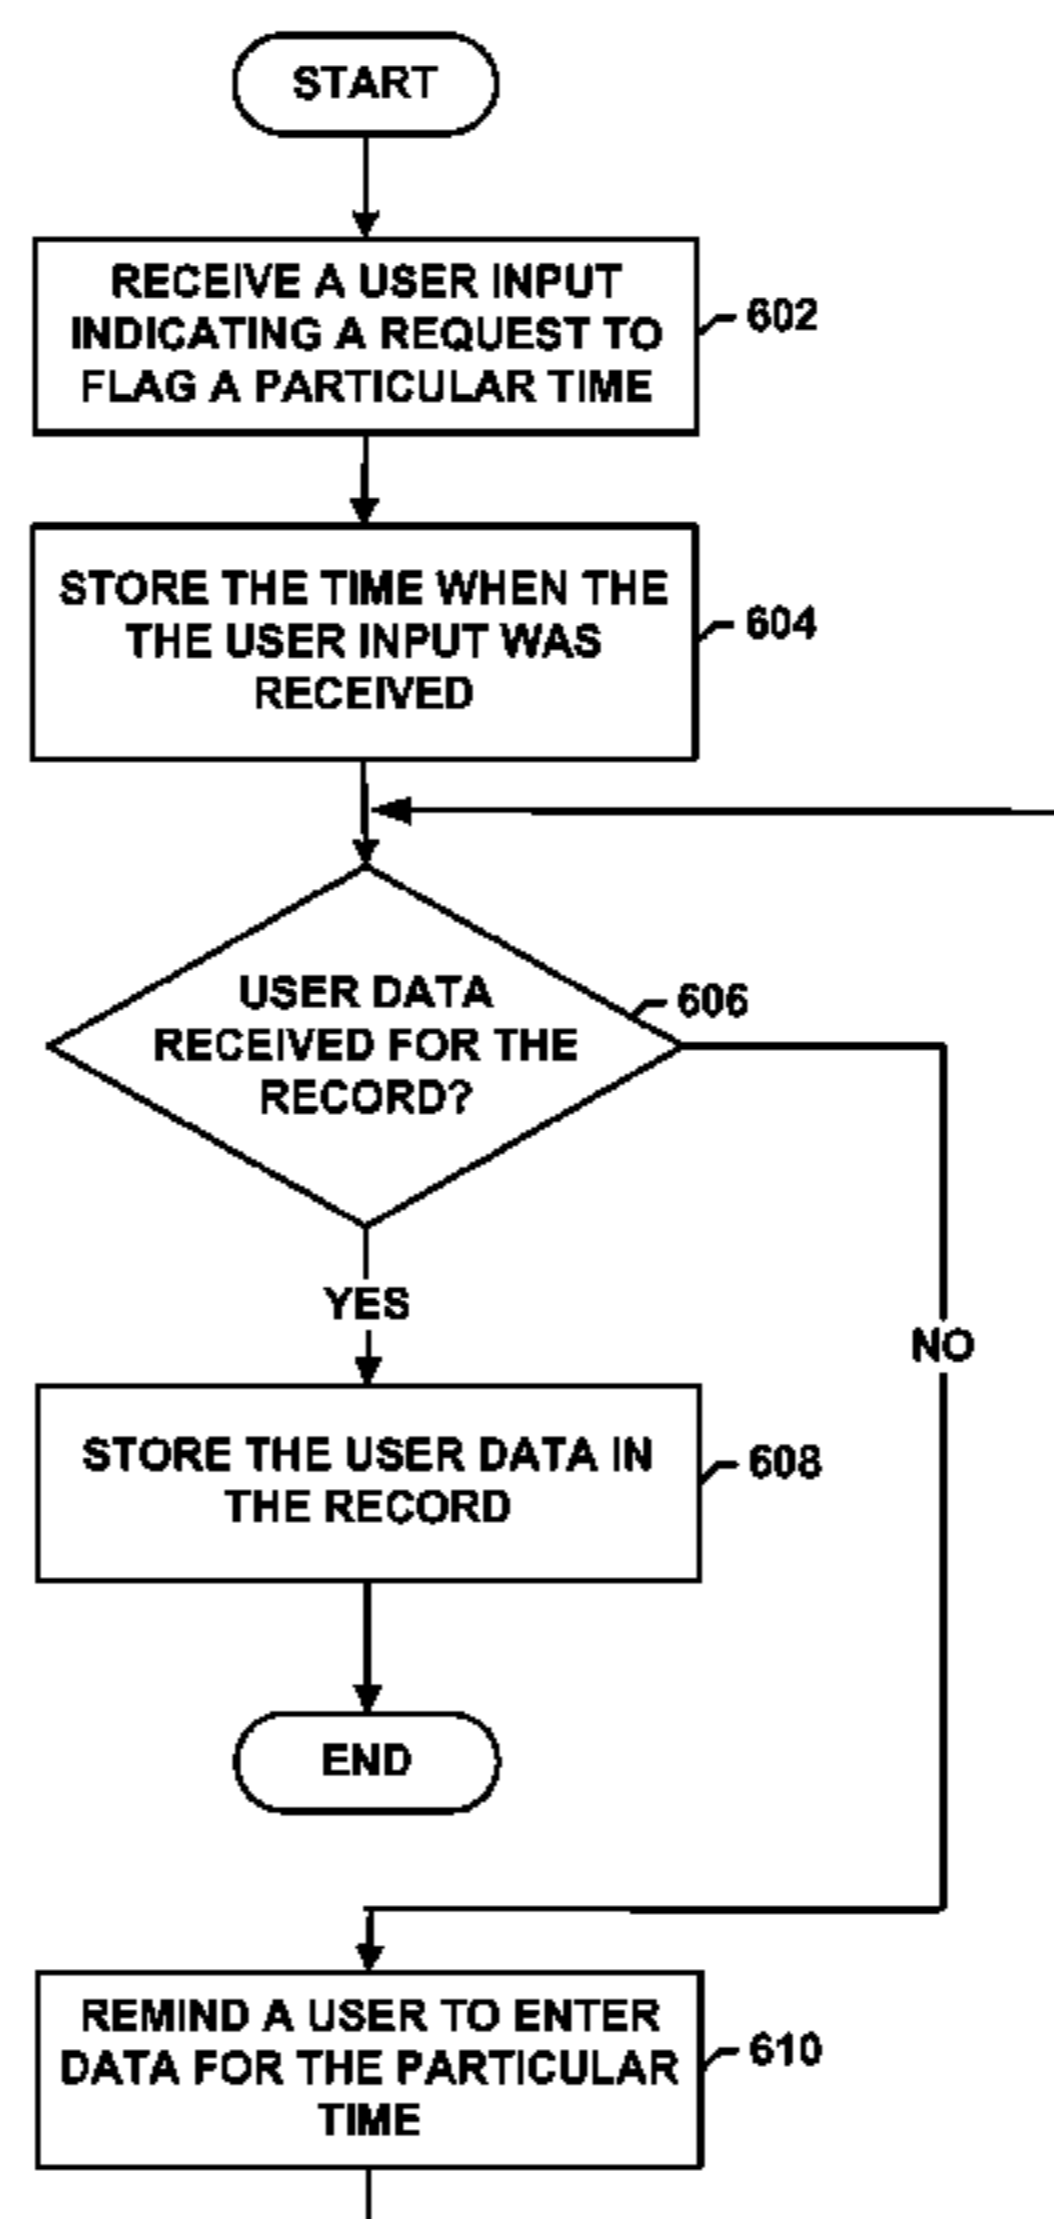 START
RECEIVE A USER INPUT
INDICATING A REQUEST TO
FLAG A PARTICULAR TIME
602
STORE THE TIME WHEN THE
THE USER INPUT WAS
RECEIVED
604
USER DATA
RECEIVED FOR THE
RECORD?
606
YES
NO
STORE THE USER DATA IN
THE RECORD
608
END
REMIND A USER TO ENTER
DATA FOR THE PARTICULAR
TIME
610